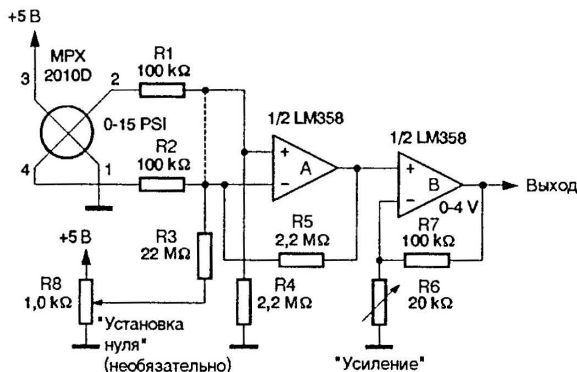 +5 В
MPX
2010D
3
2
4
1
0-15 PSI
R1
100 kΩ
R2
100 kΩ
1/2 LM358
+
A
−
1/2 LM358
+
B
−
0-4 V
Выход
R5
2,2 MΩ
R7
100 kΩ
R3
22 MΩ
R4
2,2 MΩ
R6
20 kΩ
+5 В
R8
1,0 kΩ
"Установка
нуля"
(необязательно)
"Усиление"